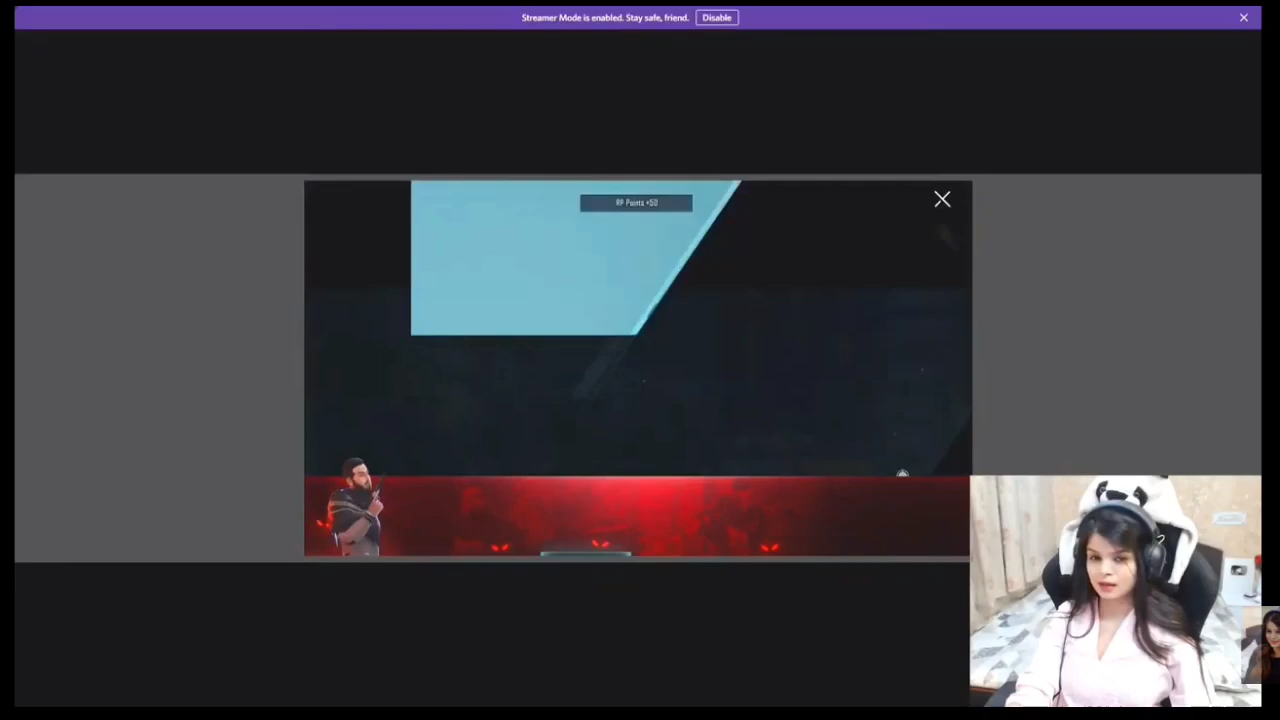 Streamer Mode is enabled. Stay safe, friend. Disable
RP Points +50